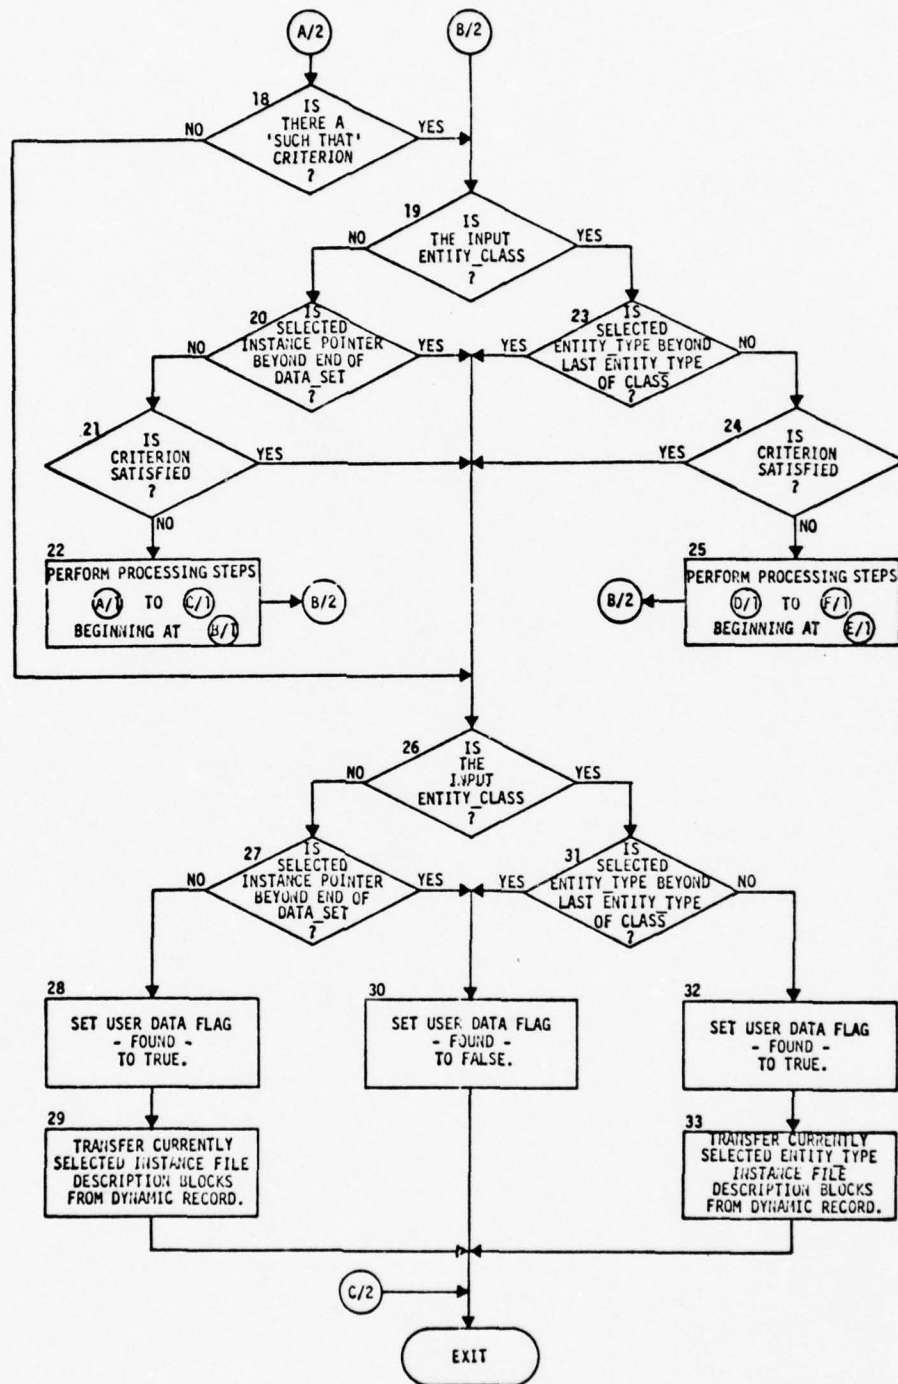 A/2
B/2
18
IS
THERE A
'SUCH THAT'
CRITERION
?
NO
YES
19
IS
THE INPUT
ENTITY_CLASS
?
NO
YES
20
IS
SELECTED
INSTANCE POINTER
BEYOND END OF
DATA_SET
?
NO
YES
23
IS
SELECTED
ENTITY_TYPE BEYOND
LAST ENTITY_TYPE
OF CLASS
?
YES
NO
21
IS
CRITERION
SATISFIED
?
YES
NO
24
IS
CRITERION
SATISFIED
?
YES
NO
22
PERFORM PROCESSING STEPS
A/1 TO C/1
BEGINNING AT B/1
B/2
B/2
25
PERFORM PROCESSING STEPS
D/1 TO F/1
BEGINNING AT E/1
26
IS
THE
INPUT
ENTITY_CLASS
?
NO
YES
27
IS
SELECTED
INSTANCE POINTER
BEYOND END OF
DATA_SET
?
NO
YES
31
IS
SELECTED
ENTITY_TYPE BEYOND
LAST ENTITY_TYPE
OF CLASS
?
YES
NO
28
SET USER DATA FLAG
- FOUND -
TO TRUE.
30
SET USER DATA FLAG
- FOUND -
TO FALSE.
32
SET USER DATA FLAG
- FOUND -
TO TRUE.
29
TRANSFER CURRENTLY
SELECTED INSTANCE FILE
DESCRIPTION BLOCKS
FROM DYNAMIC RECORD.
33
TRANSFER CURRENTLY
SELECTED ENTITY_TYPE
INSTANCE FILE
DESCRIPTION BLOCKS
FROM DYNAMIC RECORD.
C/2
EXIT